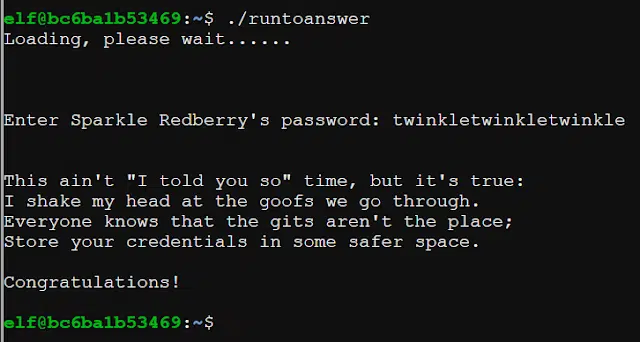 elf@bc6ba1b53469:~$ ./runtoanswer
Loading, please wait......
Enter Sparkle Redberry's password: twinkletwinkletwinkle
This ain't "I told you so" time, but it's true:
I shake my head at the goofs we go through.
Everyone knows that the gits aren't the place;
Store your credentials in some safer space.
Congratulations!
elf@bc6ba1b53469:~$